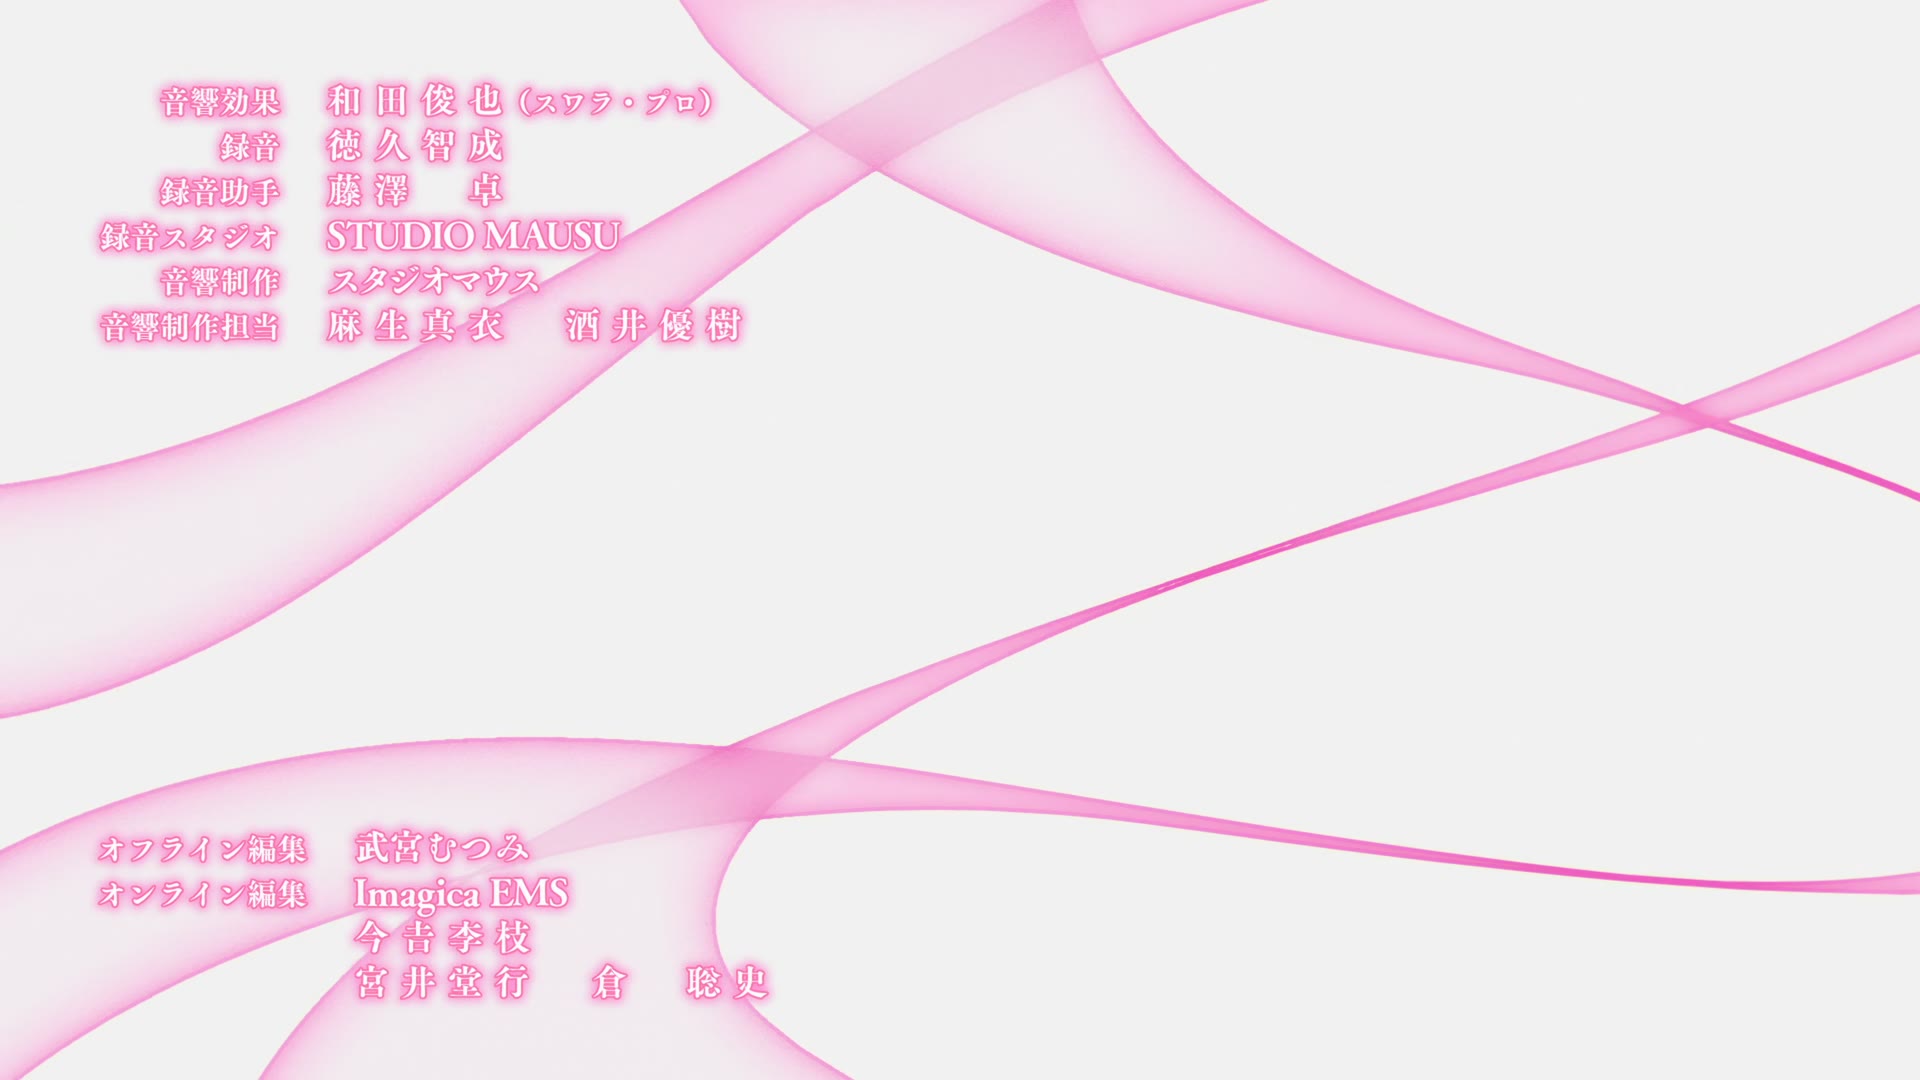 音響効果 和田俊也（スワラ・プロ）
録音 徳久智成
録音助手 藤澤 卓
録音スタジオ STUDIO MAUSU
音響制作 スタジオマウス
音響制作担当 麻生真衣 酒井優樹
オフライン編集 武宮むつみ
オンライン編集 Imagica EMS
今𠮷李枝
宮井堂行 倉 聡史